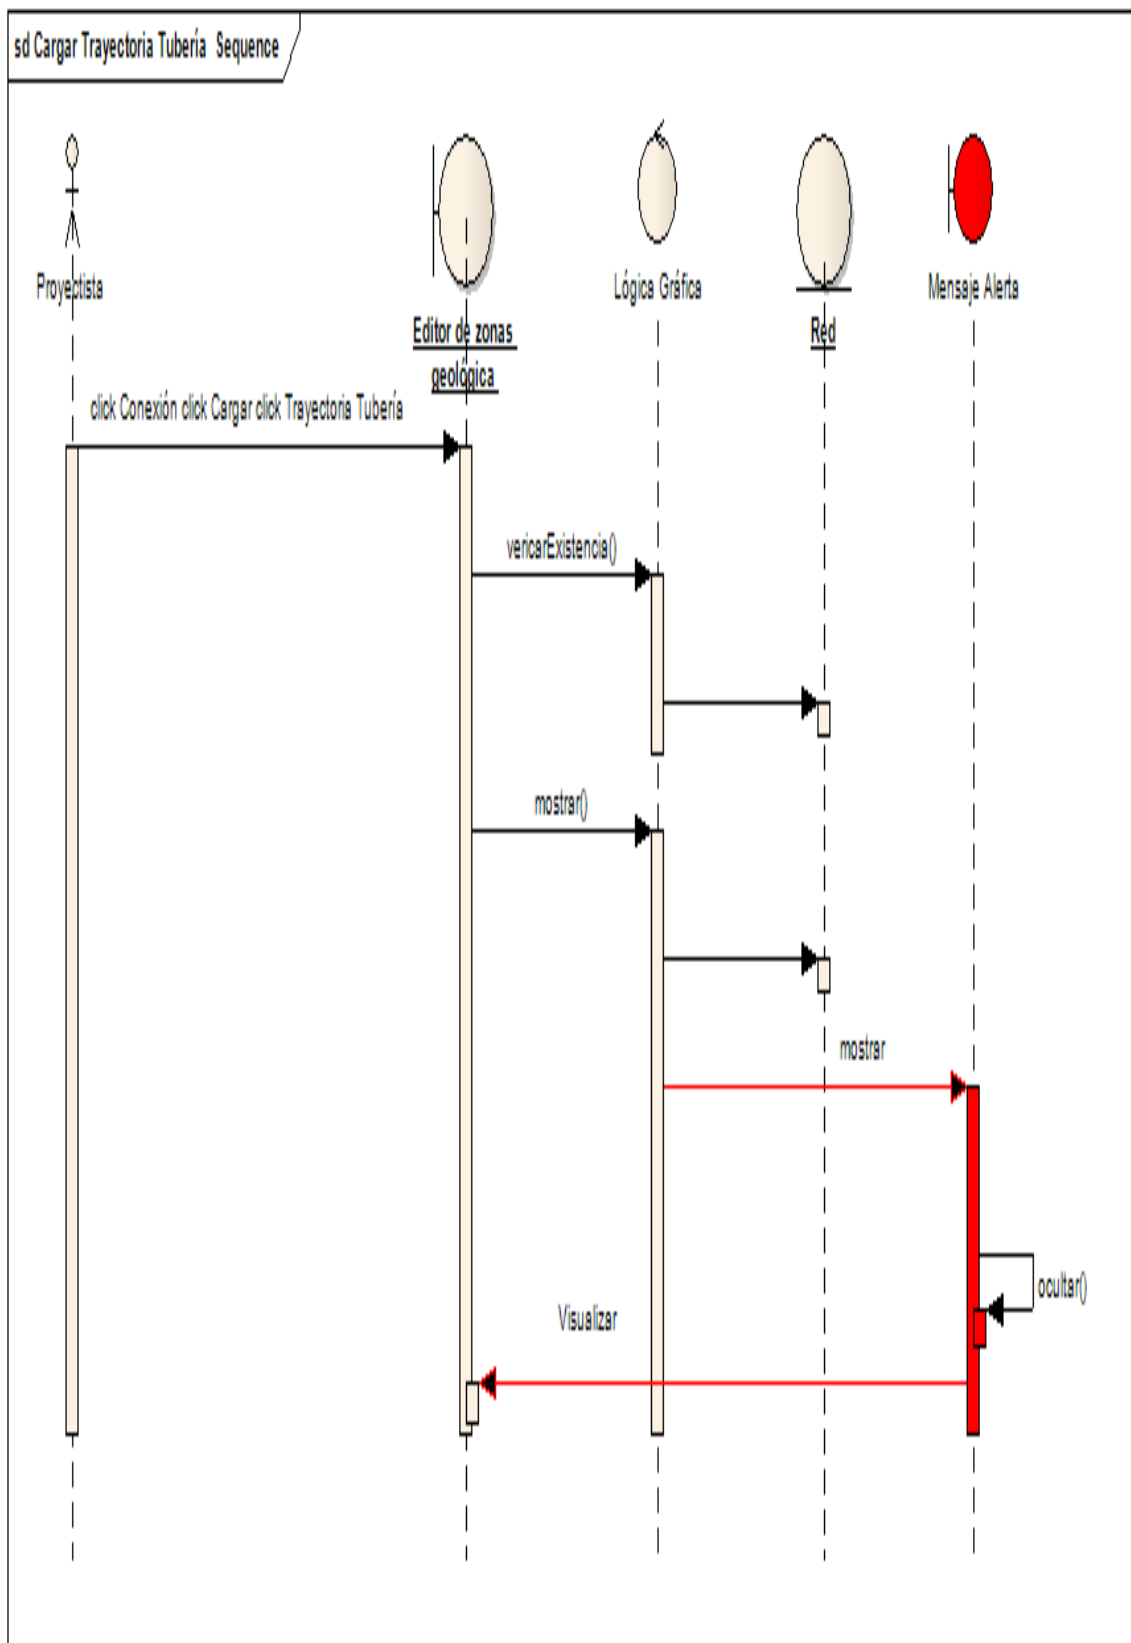 sd Cargar Trayectoria Tubería Sequence
Proyectista
Editor de zonas
geológica
Lógica Gráfica
Red
Mensaje Alerta
click Conexión click Cargar click Trayectoria Tubería
vericarExistencia()
mostrar()
mostrar
ocultar()
Visualizar